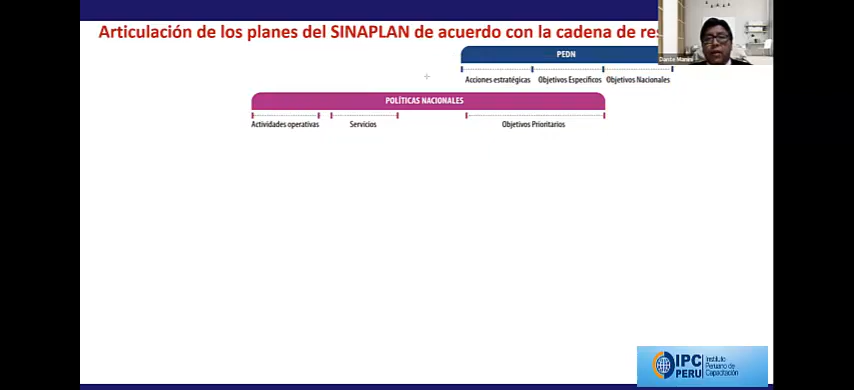 Articulación de los planes del SINAPLAN de acuerdo con la cadena de res
PEDN
Acciones estratégicas Objetivos Específicos Objetivos Nacionales
Dante Mamni
POLÍTICAS NACIONALES
Actividades operativas Servicios Objetivos Prioritarios
IPC PERU
Instituto
Peruano de
Capacitación